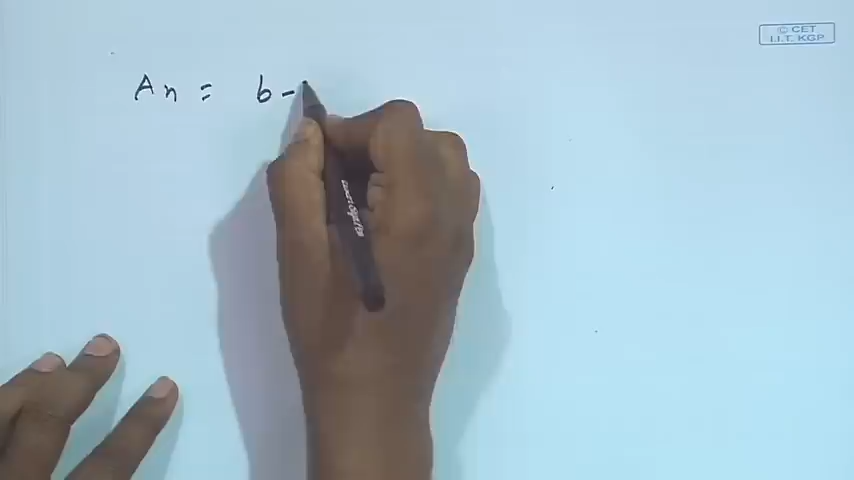 © CET
I.I.T. KGP
An = b -